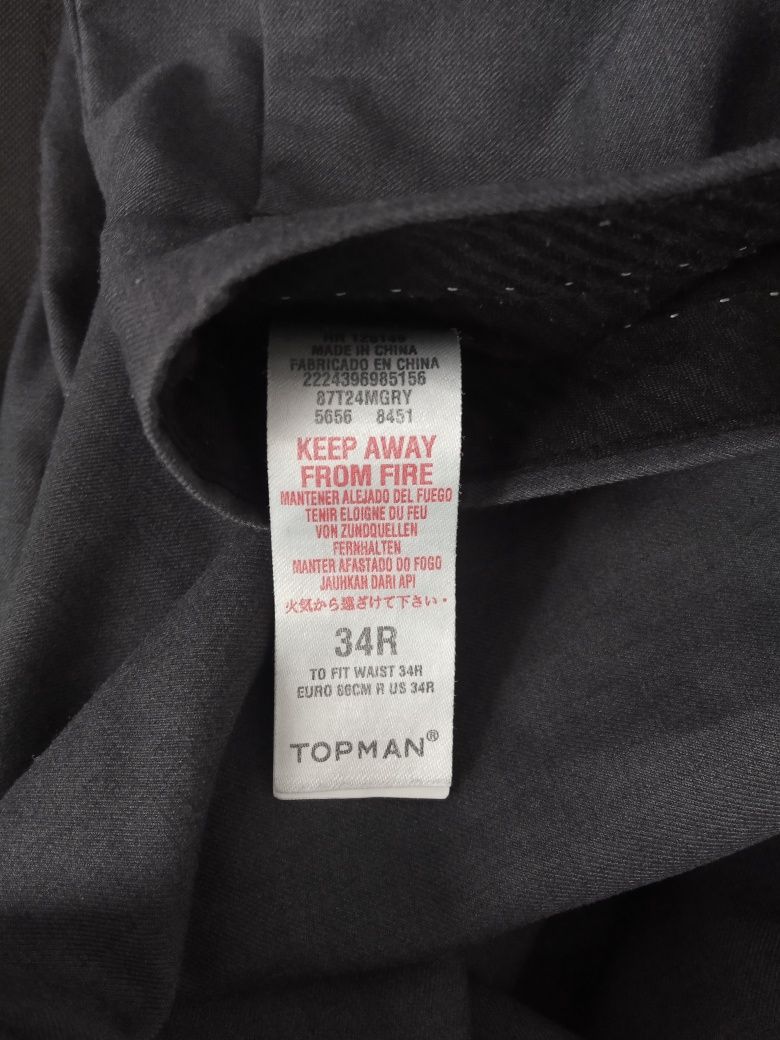 MADE IN CHINA
FABRICADO EN CHINA
2224396985156
87T24MGRY
5656 8451
KEEP AWAY
FROM FIRE
MANTENER ALEJADO DEL FUEGO
TENIR ELOIGNE DU FEU
VON ZUNDQUELLEN
FERNHALTEN
MANTER AFASTADO DO FOGO
JAUHKAH DARI API
火気から遠ざけて下さい・
34R
TO FIT WAIST 34R
EURO 86CM R US 34R
TOPMAN®